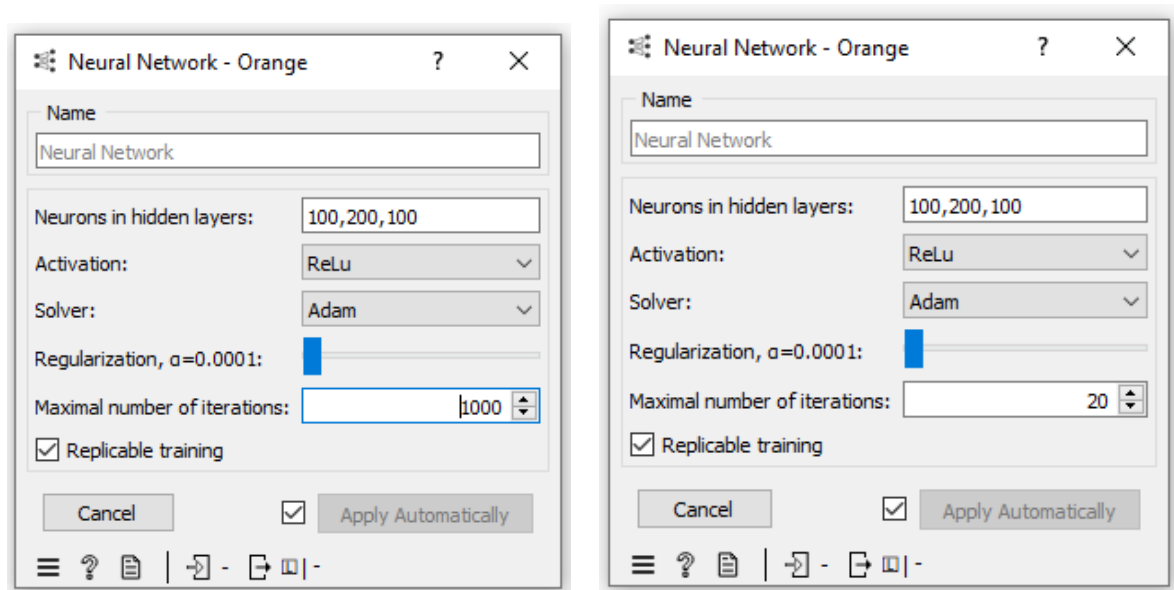 Neural Network - Orange ?
Name
Neural Network
Neurons in hidden layers: 100,200,100
Activation: ReLu
Solver: Adam
Regularization, α=0.0001:
Maximal number of iterations: 1000
Replicable training
Cancel Apply Automatically
? | - | -
Neural Network - Orange ?
Name
Neural Network
Neurons in hidden layers: 100,200,100
Activation: ReLu
Solver: Adam
Regularization, α=0.0001:
Maximal number of iterations: 20
Replicable training
Cancel Apply Automatically
? | - | -